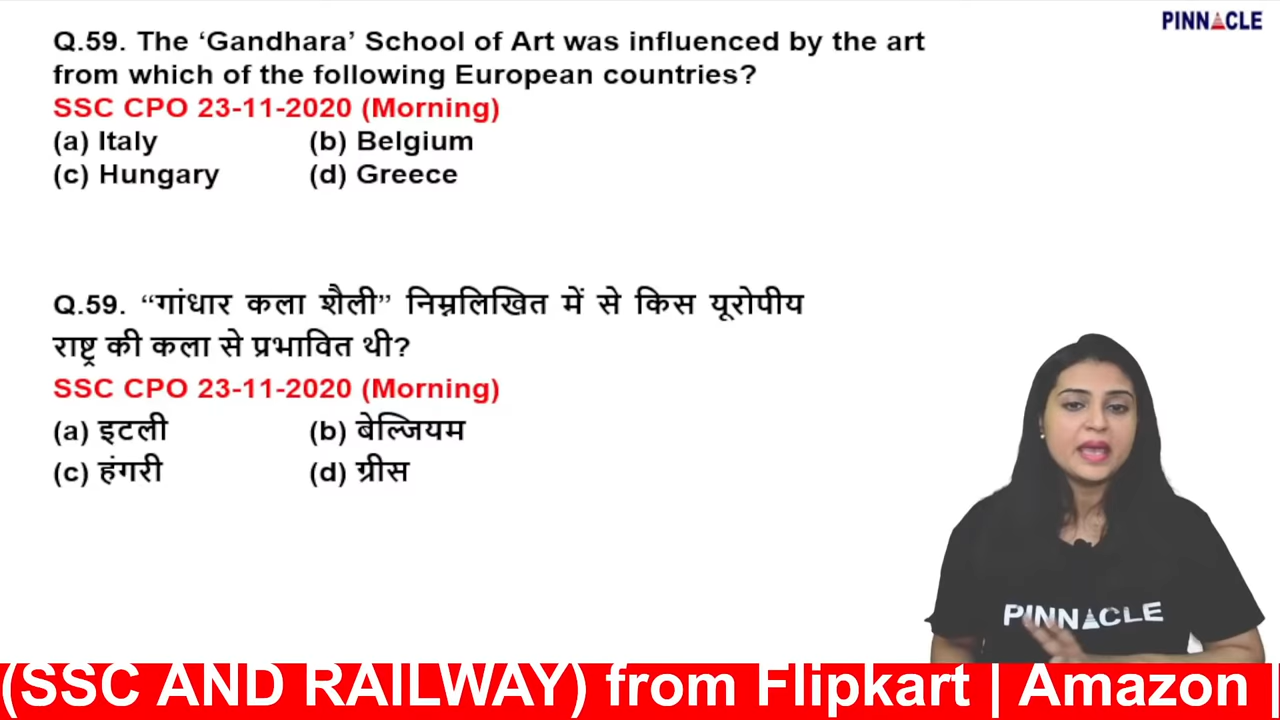 PINNACLE
Q.59. The ‘Gandhara’ School of Art was influenced by the art
from which of the following European countries?
SSC CPO 23-11-2020 (Morning)
(a) Italy (b) Belgium
(c) Hungary (d) Greece
Q.59. “गांधार कला शैली” निम्नलिखित में से किस यूरोपीय
राष्ट्र की कला से प्रभावित थी?
SSC CPO 23-11-2020 (Morning)
(a) इटली (b) बेल्जियम
(c) हंगरी (d) ग्रीस
PINNACLE
(SSC AND RAILWAY) from Flipkart | Amazon |